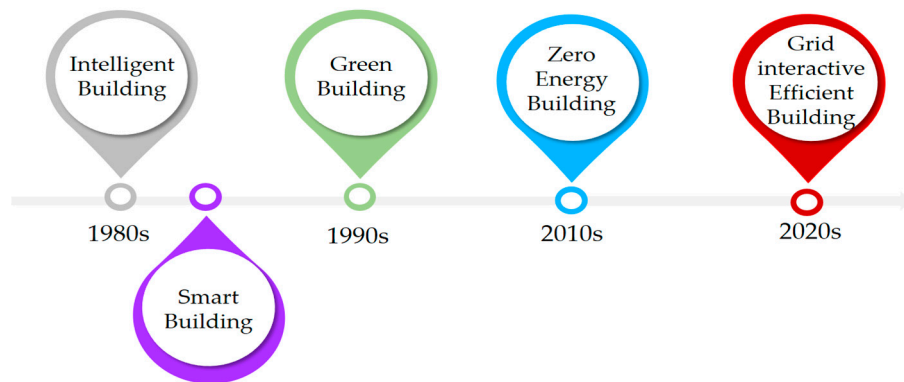 Intelligent
Building
Green
Building
Zero
Energy
Building
Grid
interactive
Efficient
Building
1980s
1990s
2010s
2020s
Smart
Building